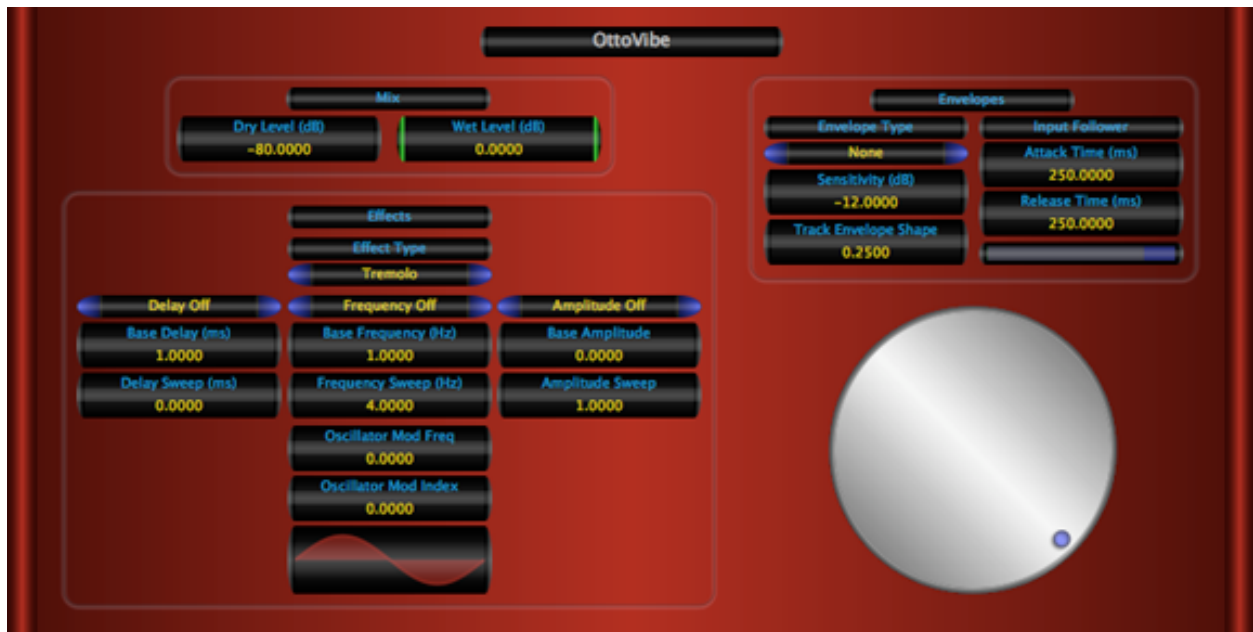 OttoVibe
Mix
Dry Level (dB)
-80.0000
Wet Level (dB)
0.0000
Envelopes
Envelope Type
None
Sensitivity (dB)
-12.0000
Track Envelope Shape
0.2500
Input Follower
Attack Time (ms)
250.0000
Release Time (ms)
250.0000
Effects
Effect Type
Tremolo
Delay Off
Frequency Off
Amplitude Off
Base Delay (ms)
1.0000
Base Frequency (Hz)
1.0000
Base Amplitude
0.0000
Delay Sweep (ms)
0.0000
Frequency Sweep (Hz)
4.0000
Amplitude Sweep
1.0000
Oscillator Mod Freq
0.0000
Oscillator Mod Index
0.0000